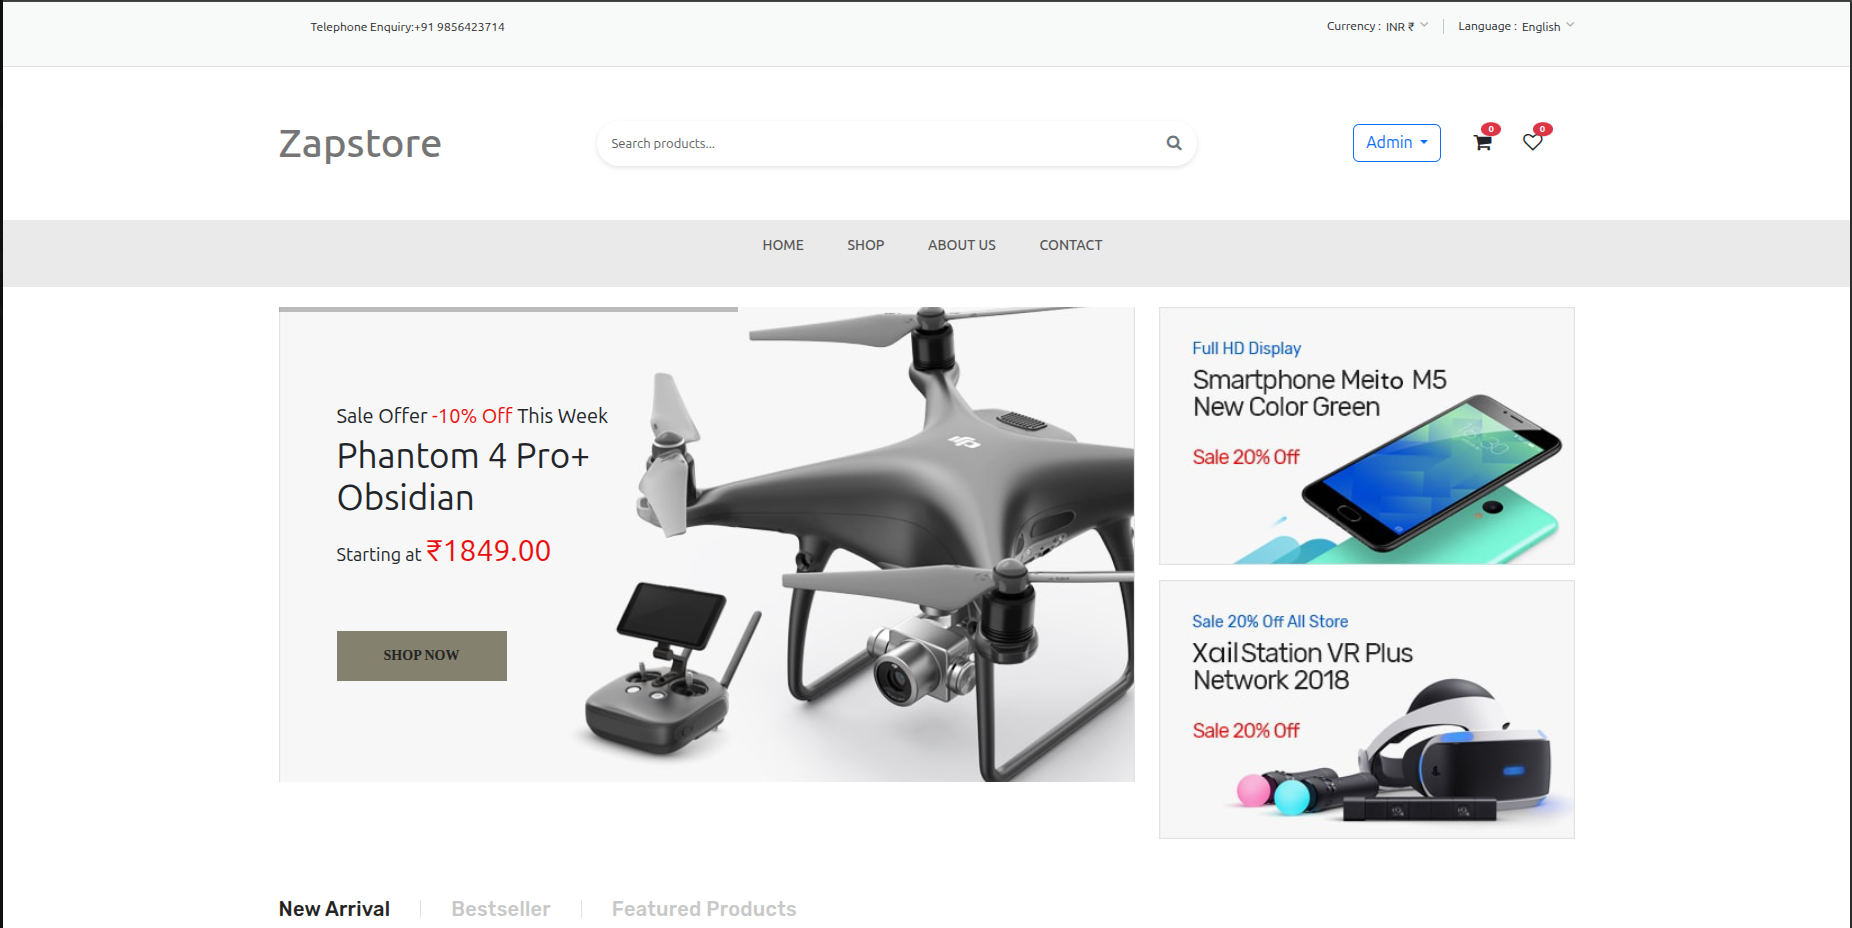 Telephone Enquiry:+91 9856423714
Currency : INR ₹
Language : English
Zapstore
Search products...
Admin
0
0
HOME SHOP ABOUT US CONTACT
Sale Offer -10% Off This Week
Phantom 4 Pro+
Obsidian
Starting at ₹1849.00
SHOP NOW
dji
Full HD Display
Smartphone Meito M5
New Color Green
Sale 20% Off
Sale 20% Off All Store
Xail Station VR Plus
Network 2018
Sale 20% Off
New Arrival
Bestseller
Featured Products